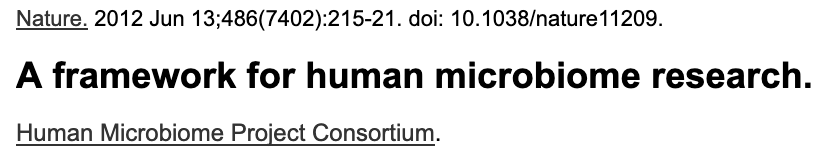 Nature. 2012 Jun 13;486(7402):215-21. doi: 10.1038/nature11209.
A framework for human microbiome research.
Human Microbiome Project Consortium.